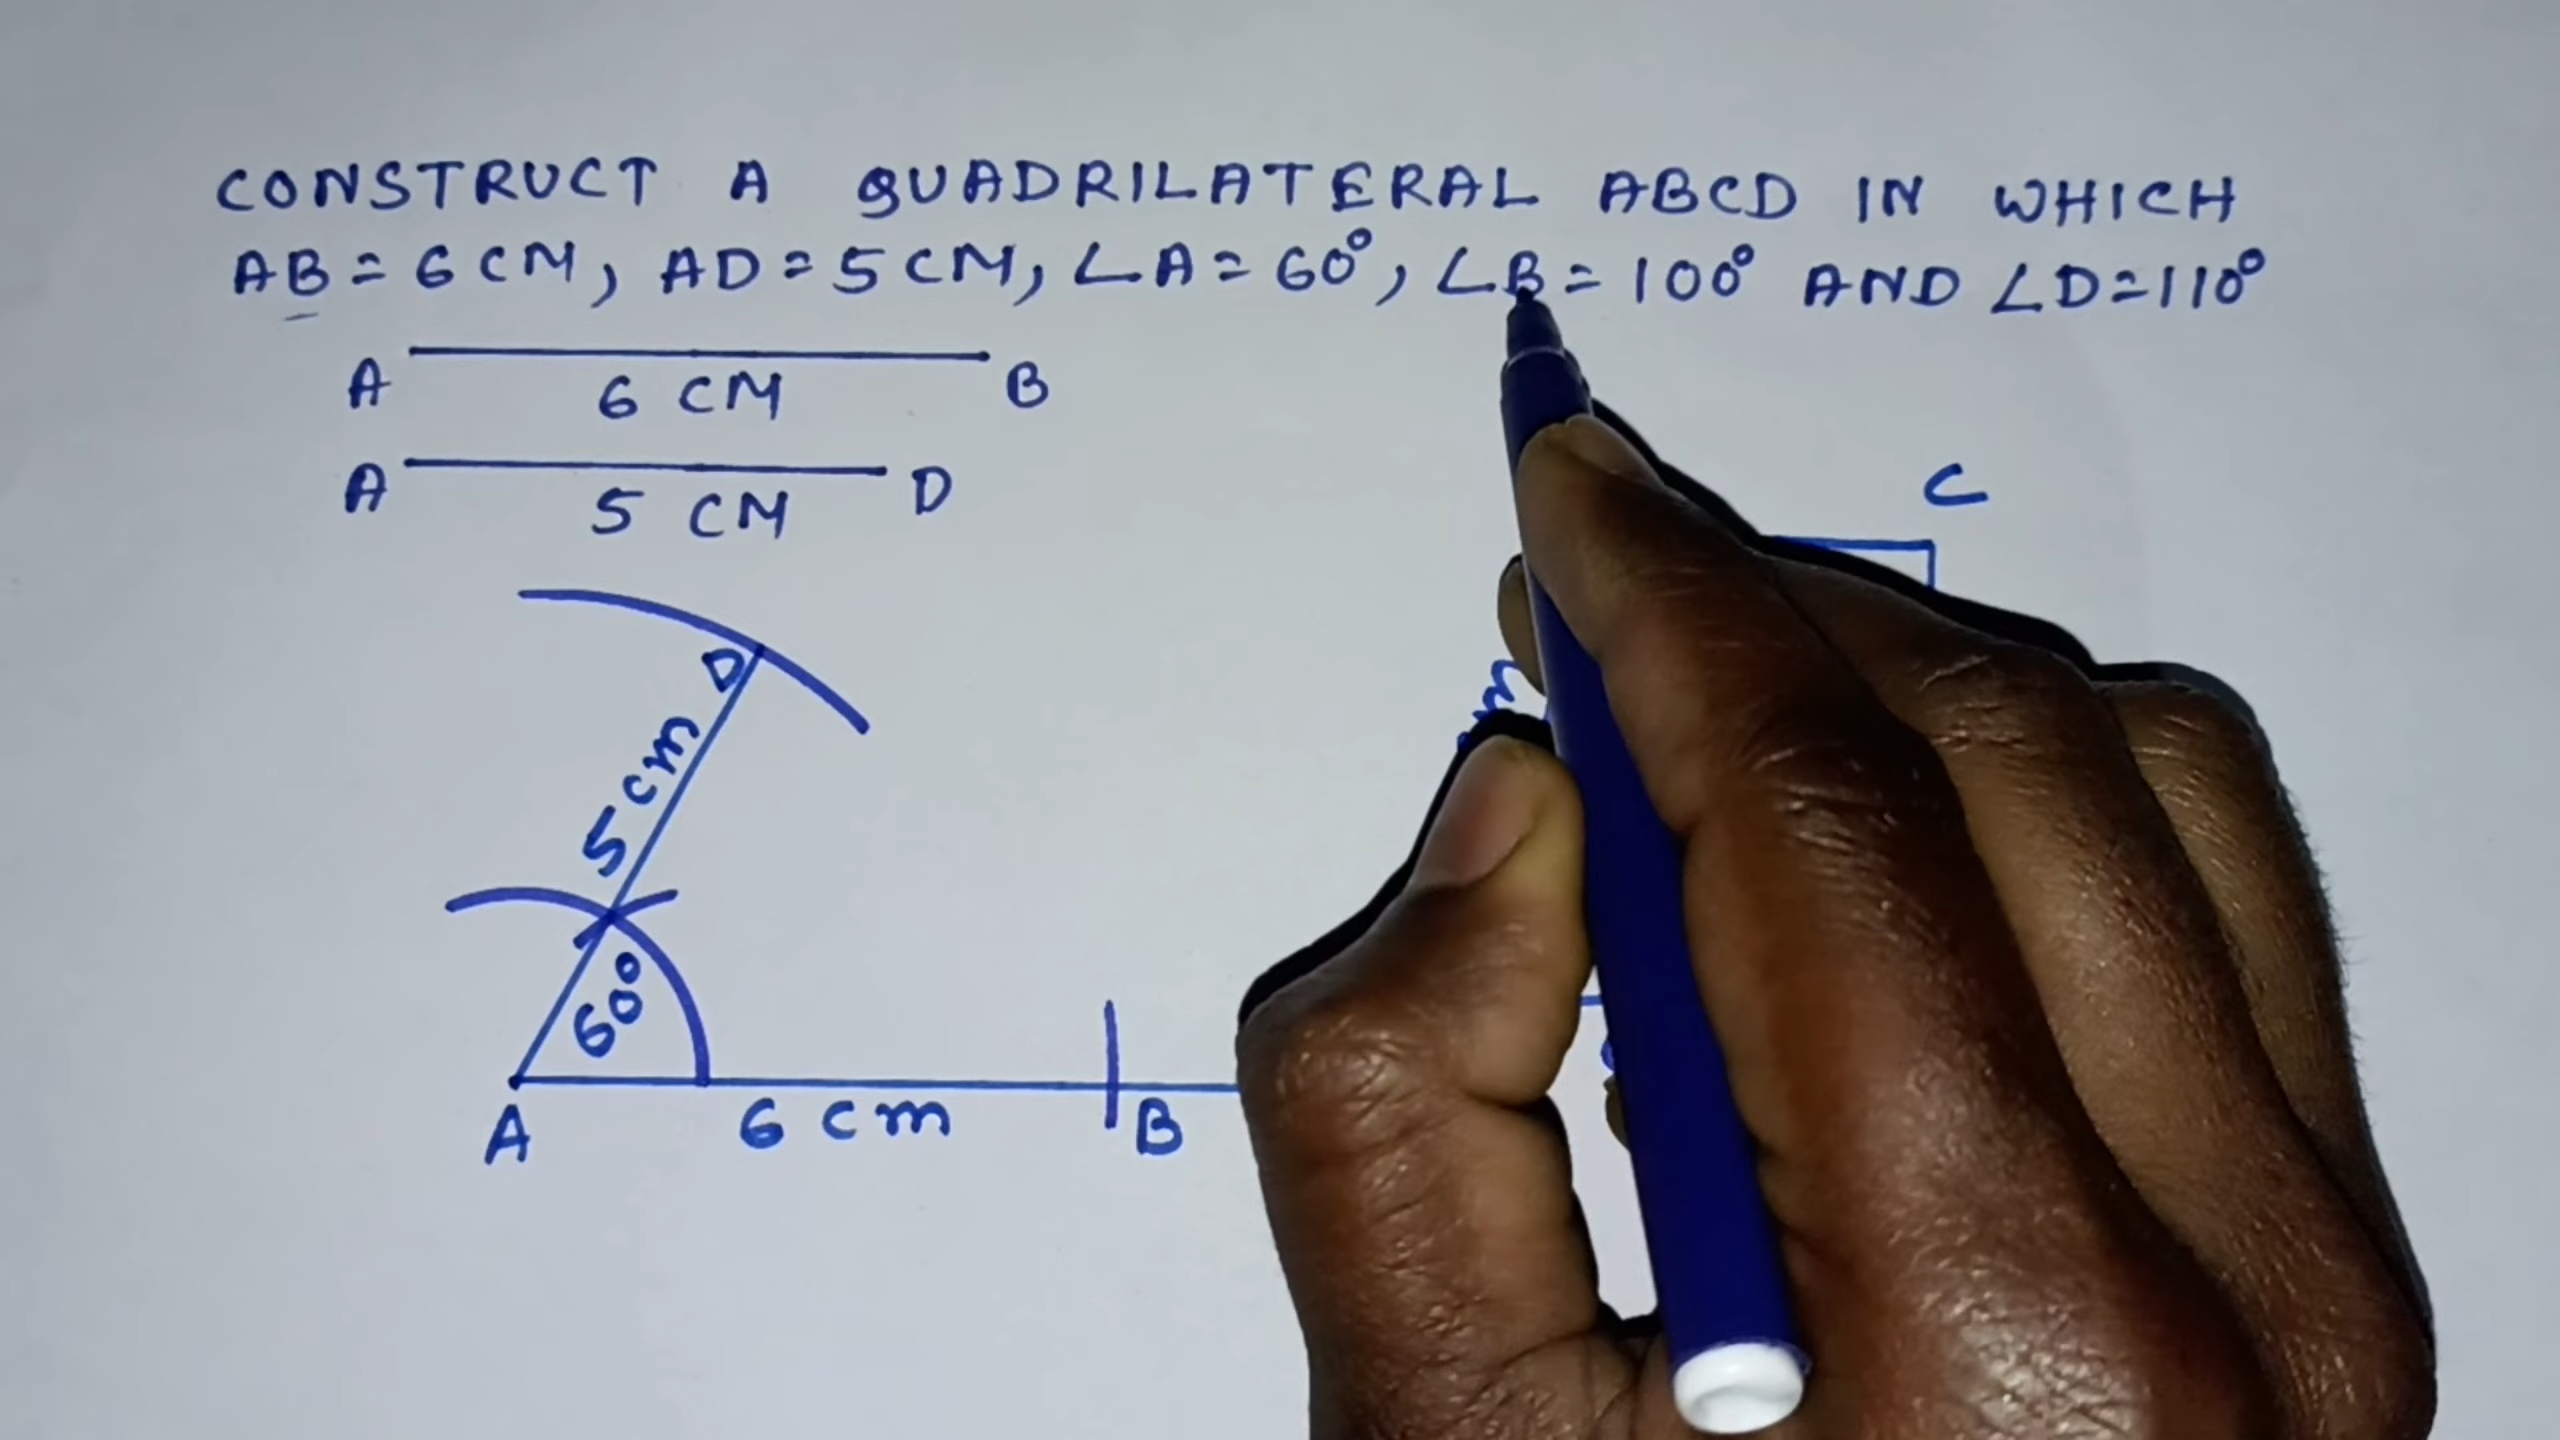 CONSTRUCT A QUADRILATERAL ABCD IN WHICH
AB = 6 CM, AD = 5 CM, ∠A = 60°, ∠B = 100° AND ∠D = 110°
A 6 CM B
A 5 CM D
C
D
5 cm
60°
A 6 cm B